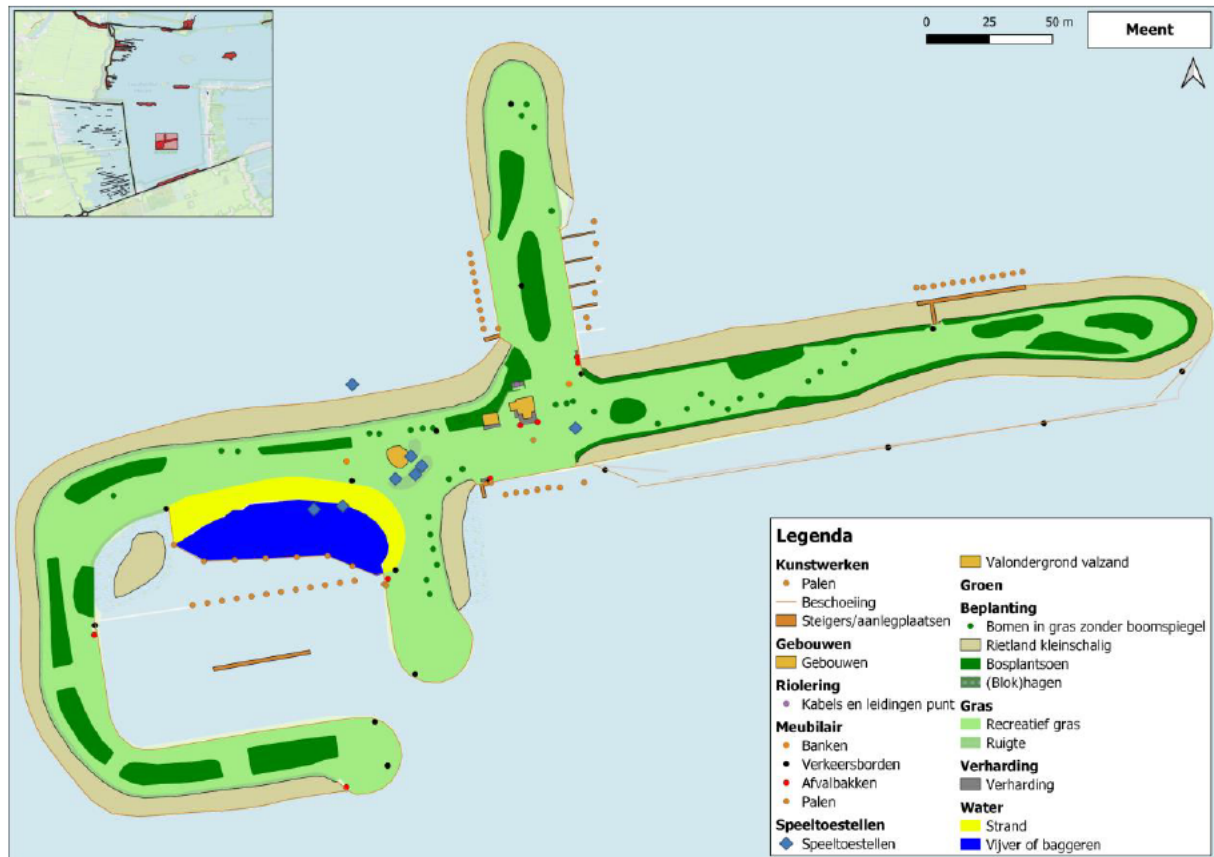 0 25 50 m
Meent
Legenda
Kunstwerken
Palen
Beschoeiing
Steigers/aanlegplaatsen
Gebouwen
Gebouwen
Riolering
Kabels en leidingen punt
Meubilair
Banken
Verkeersborden
Afvalbakken
Palen
Speeltoestellen
Speeltoestellen
Valondergrond valzand
Groen
Beplanting
Bomen in gras zonder boomspiegel
Rietland kleinschalig
Bosplantsoen
(Blok)hagen
Gras
Recreatief gras
Ruigte
Verharding
Verharding
Water
Strand
Vijver of baggeren